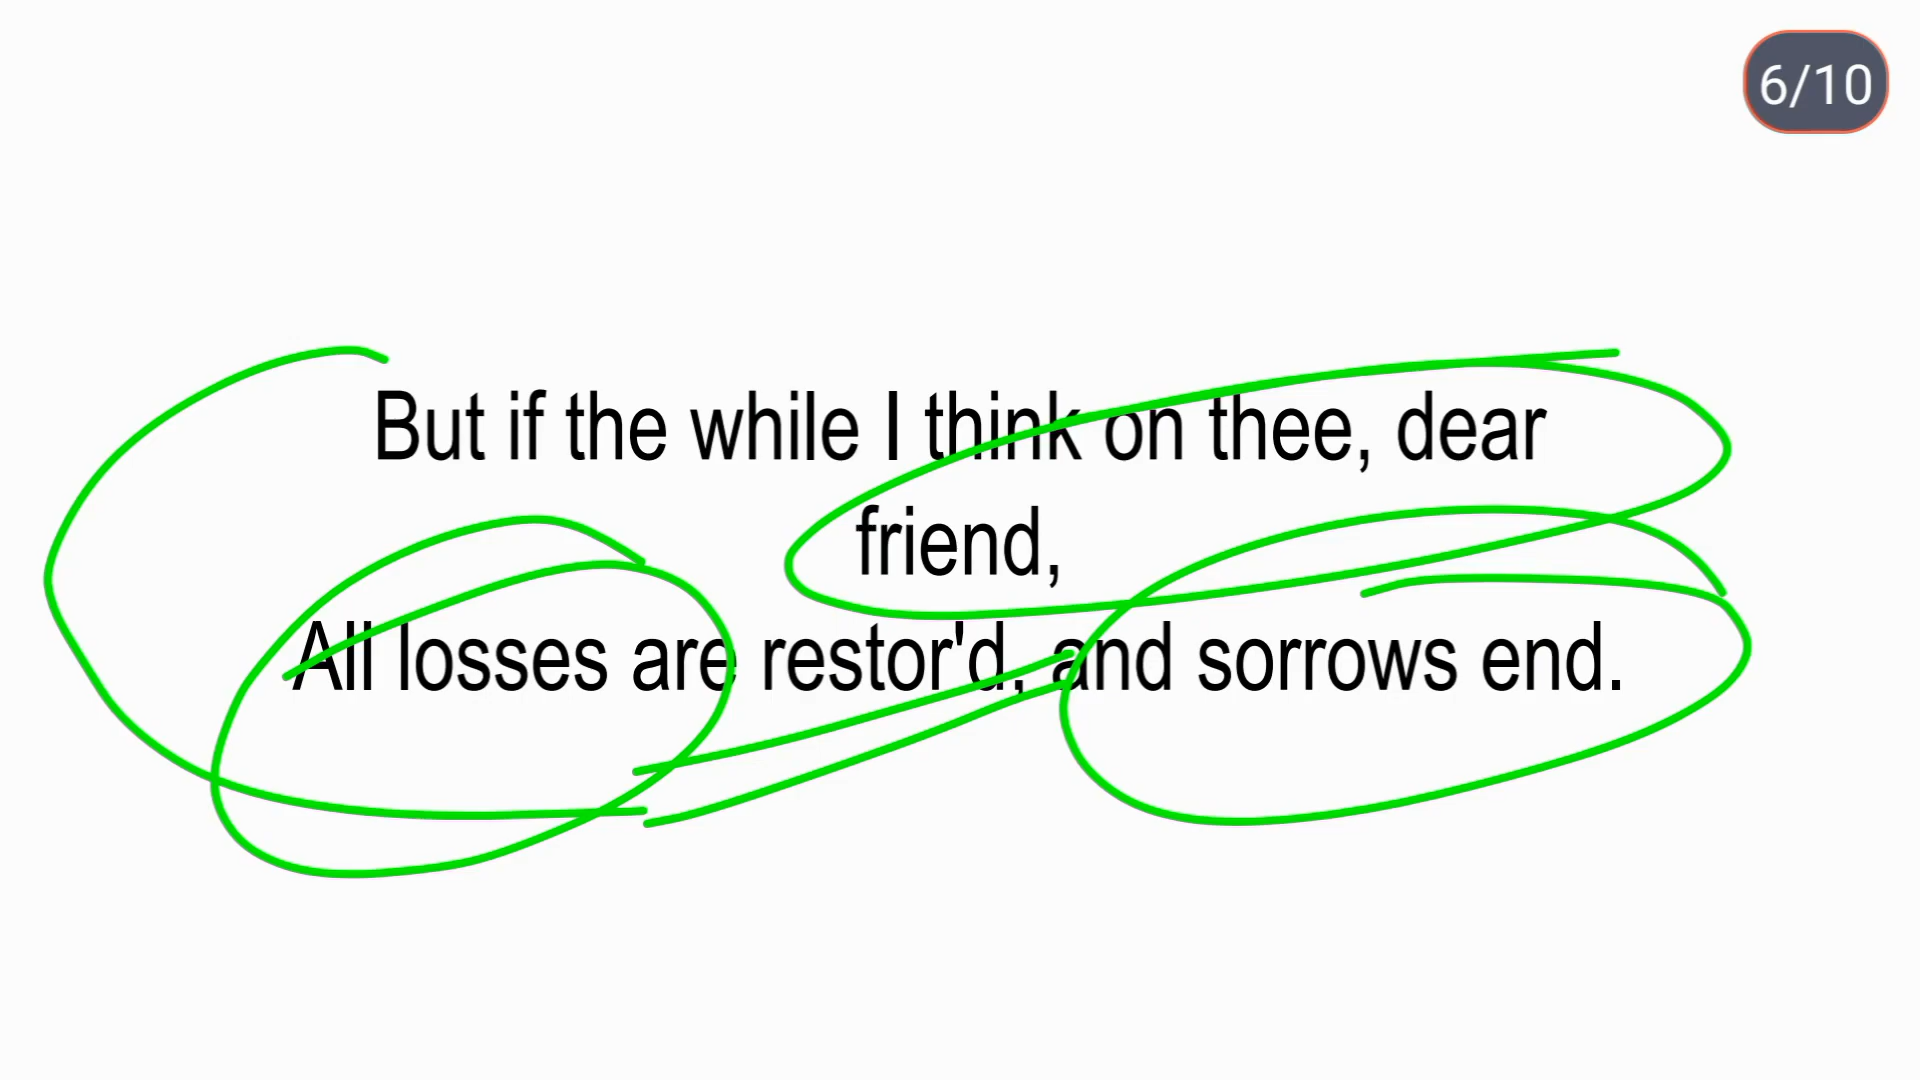 6/10
But if the while I think on thee, dear
friend,
All losses are restor'd, and sorrows end.